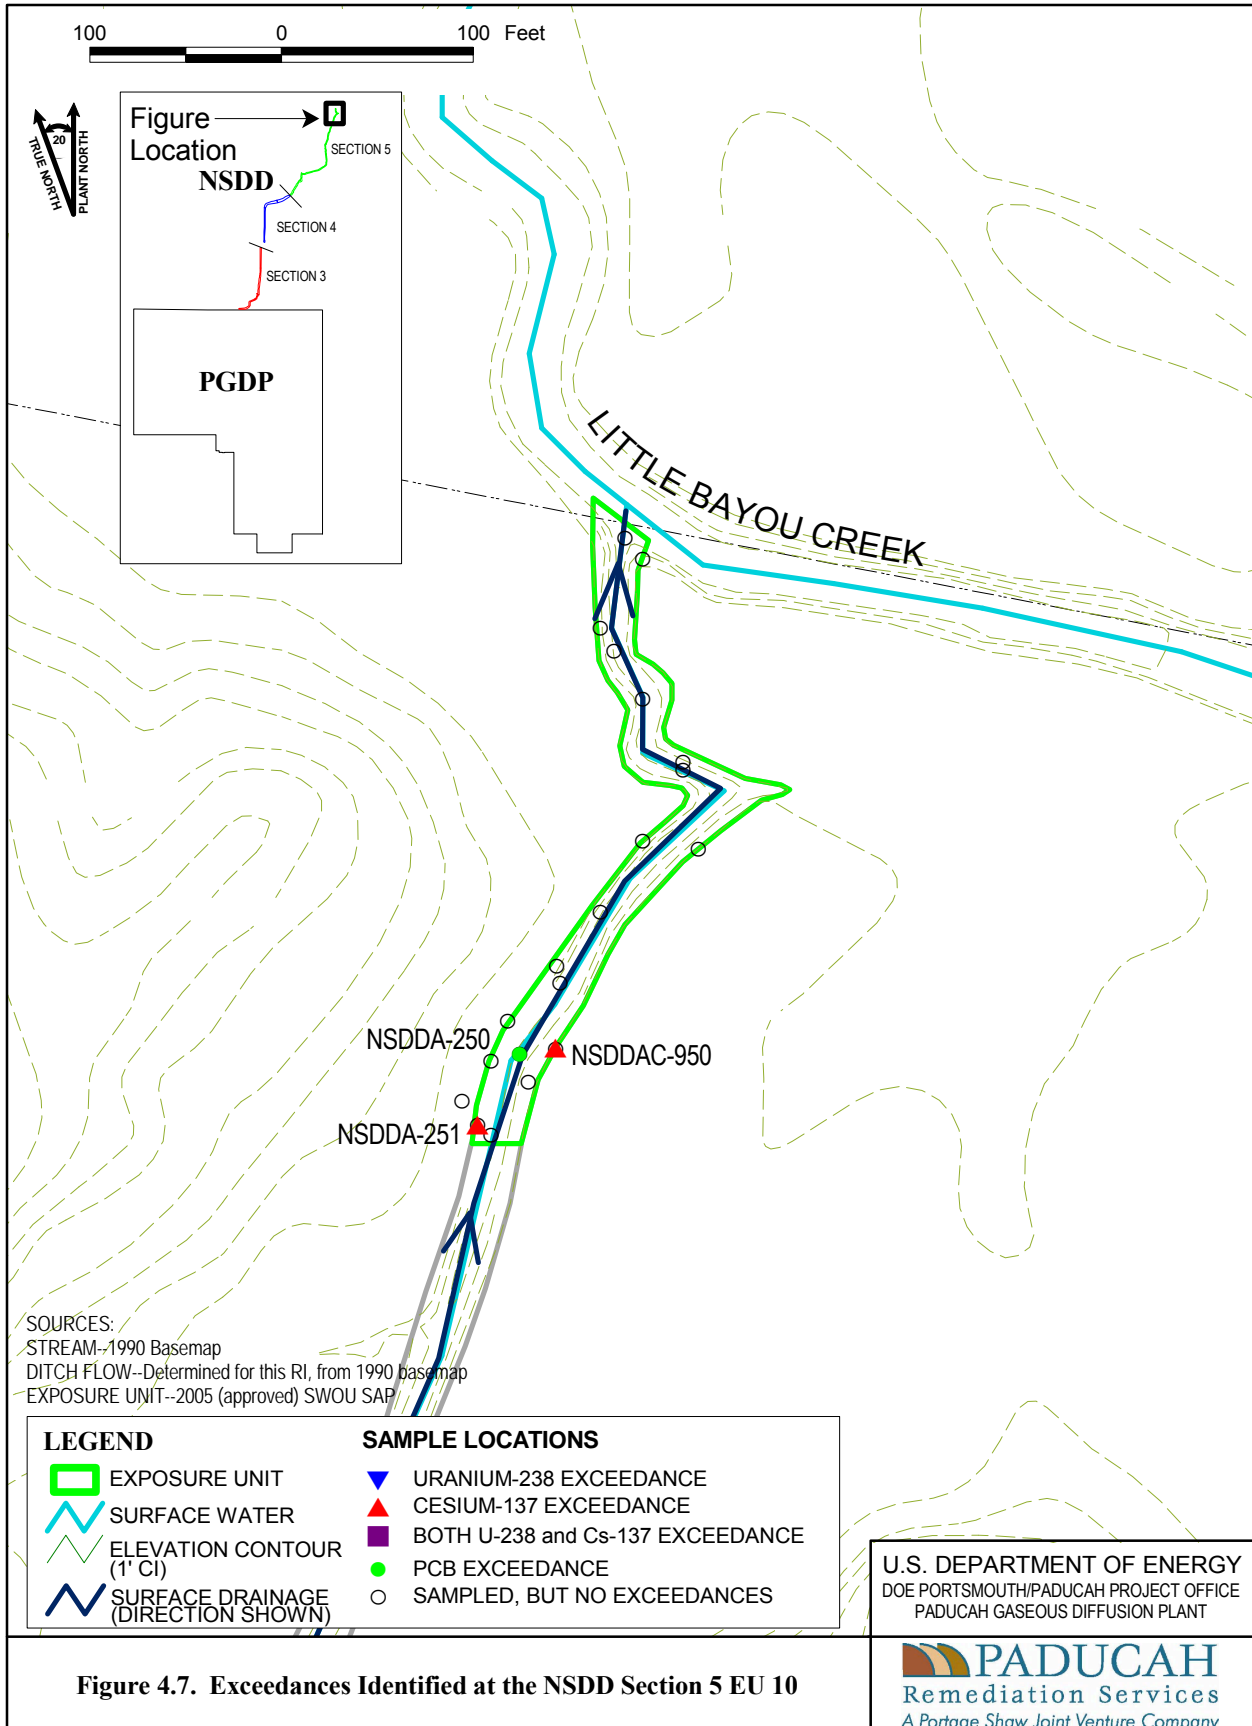 100 0 100 Feet
TRUE NORTH
20
PLANT NORTH
Figure
Location
SECTION 5
NSDD
SECTION 4
SECTION 3
PGDP
LITTLE BAYOU CREEK
NSDDA-250
NSDDAC-950
NSDDA-251
SOURCES:
STREAM--1990 Basemap
DITCH FLOW--Determined for this RI, from 1990 basemap
EXPOSURE UNIT--2005 (approved) SWOU SAP
LEGEND
EXPOSURE UNIT
SURFACE WATER
ELEVATION CONTOUR
(1' CI)
SURFACE DRAINAGE
(DIRECTION SHOWN)
SAMPLE LOCATIONS
URANIUM-238 EXCEEDANCE
CESIUM-137 EXCEEDANCE
BOTH U-238 and Cs-137 EXCEEDANCE
PCB EXCEEDANCE
SAMPLED, BUT NO EXCEEDANCES
U.S. DEPARTMENT OF ENERGY
DOE PORTSMOUTH/PADUCAH PROJECT OFFICE
PADUCAH GASEOUS DIFFUSION PLANT
Figure 4.7. Exceedances Identified at the NSDD Section 5 EU 10
PADUCAH
Remediation Services
A Portage Shaw Joint Venture Company